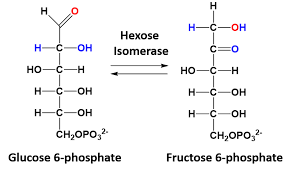 H O
C
H C OH
HO C H
H C OH
H C OH
CH₂OPO₃²⁻
Glucose 6-phosphate
Hexose
Isomerase
H
H C OH
C O
HO C H
H C OH
H C OH
CH₂OPO₃²⁻
Fructose 6-phosphate